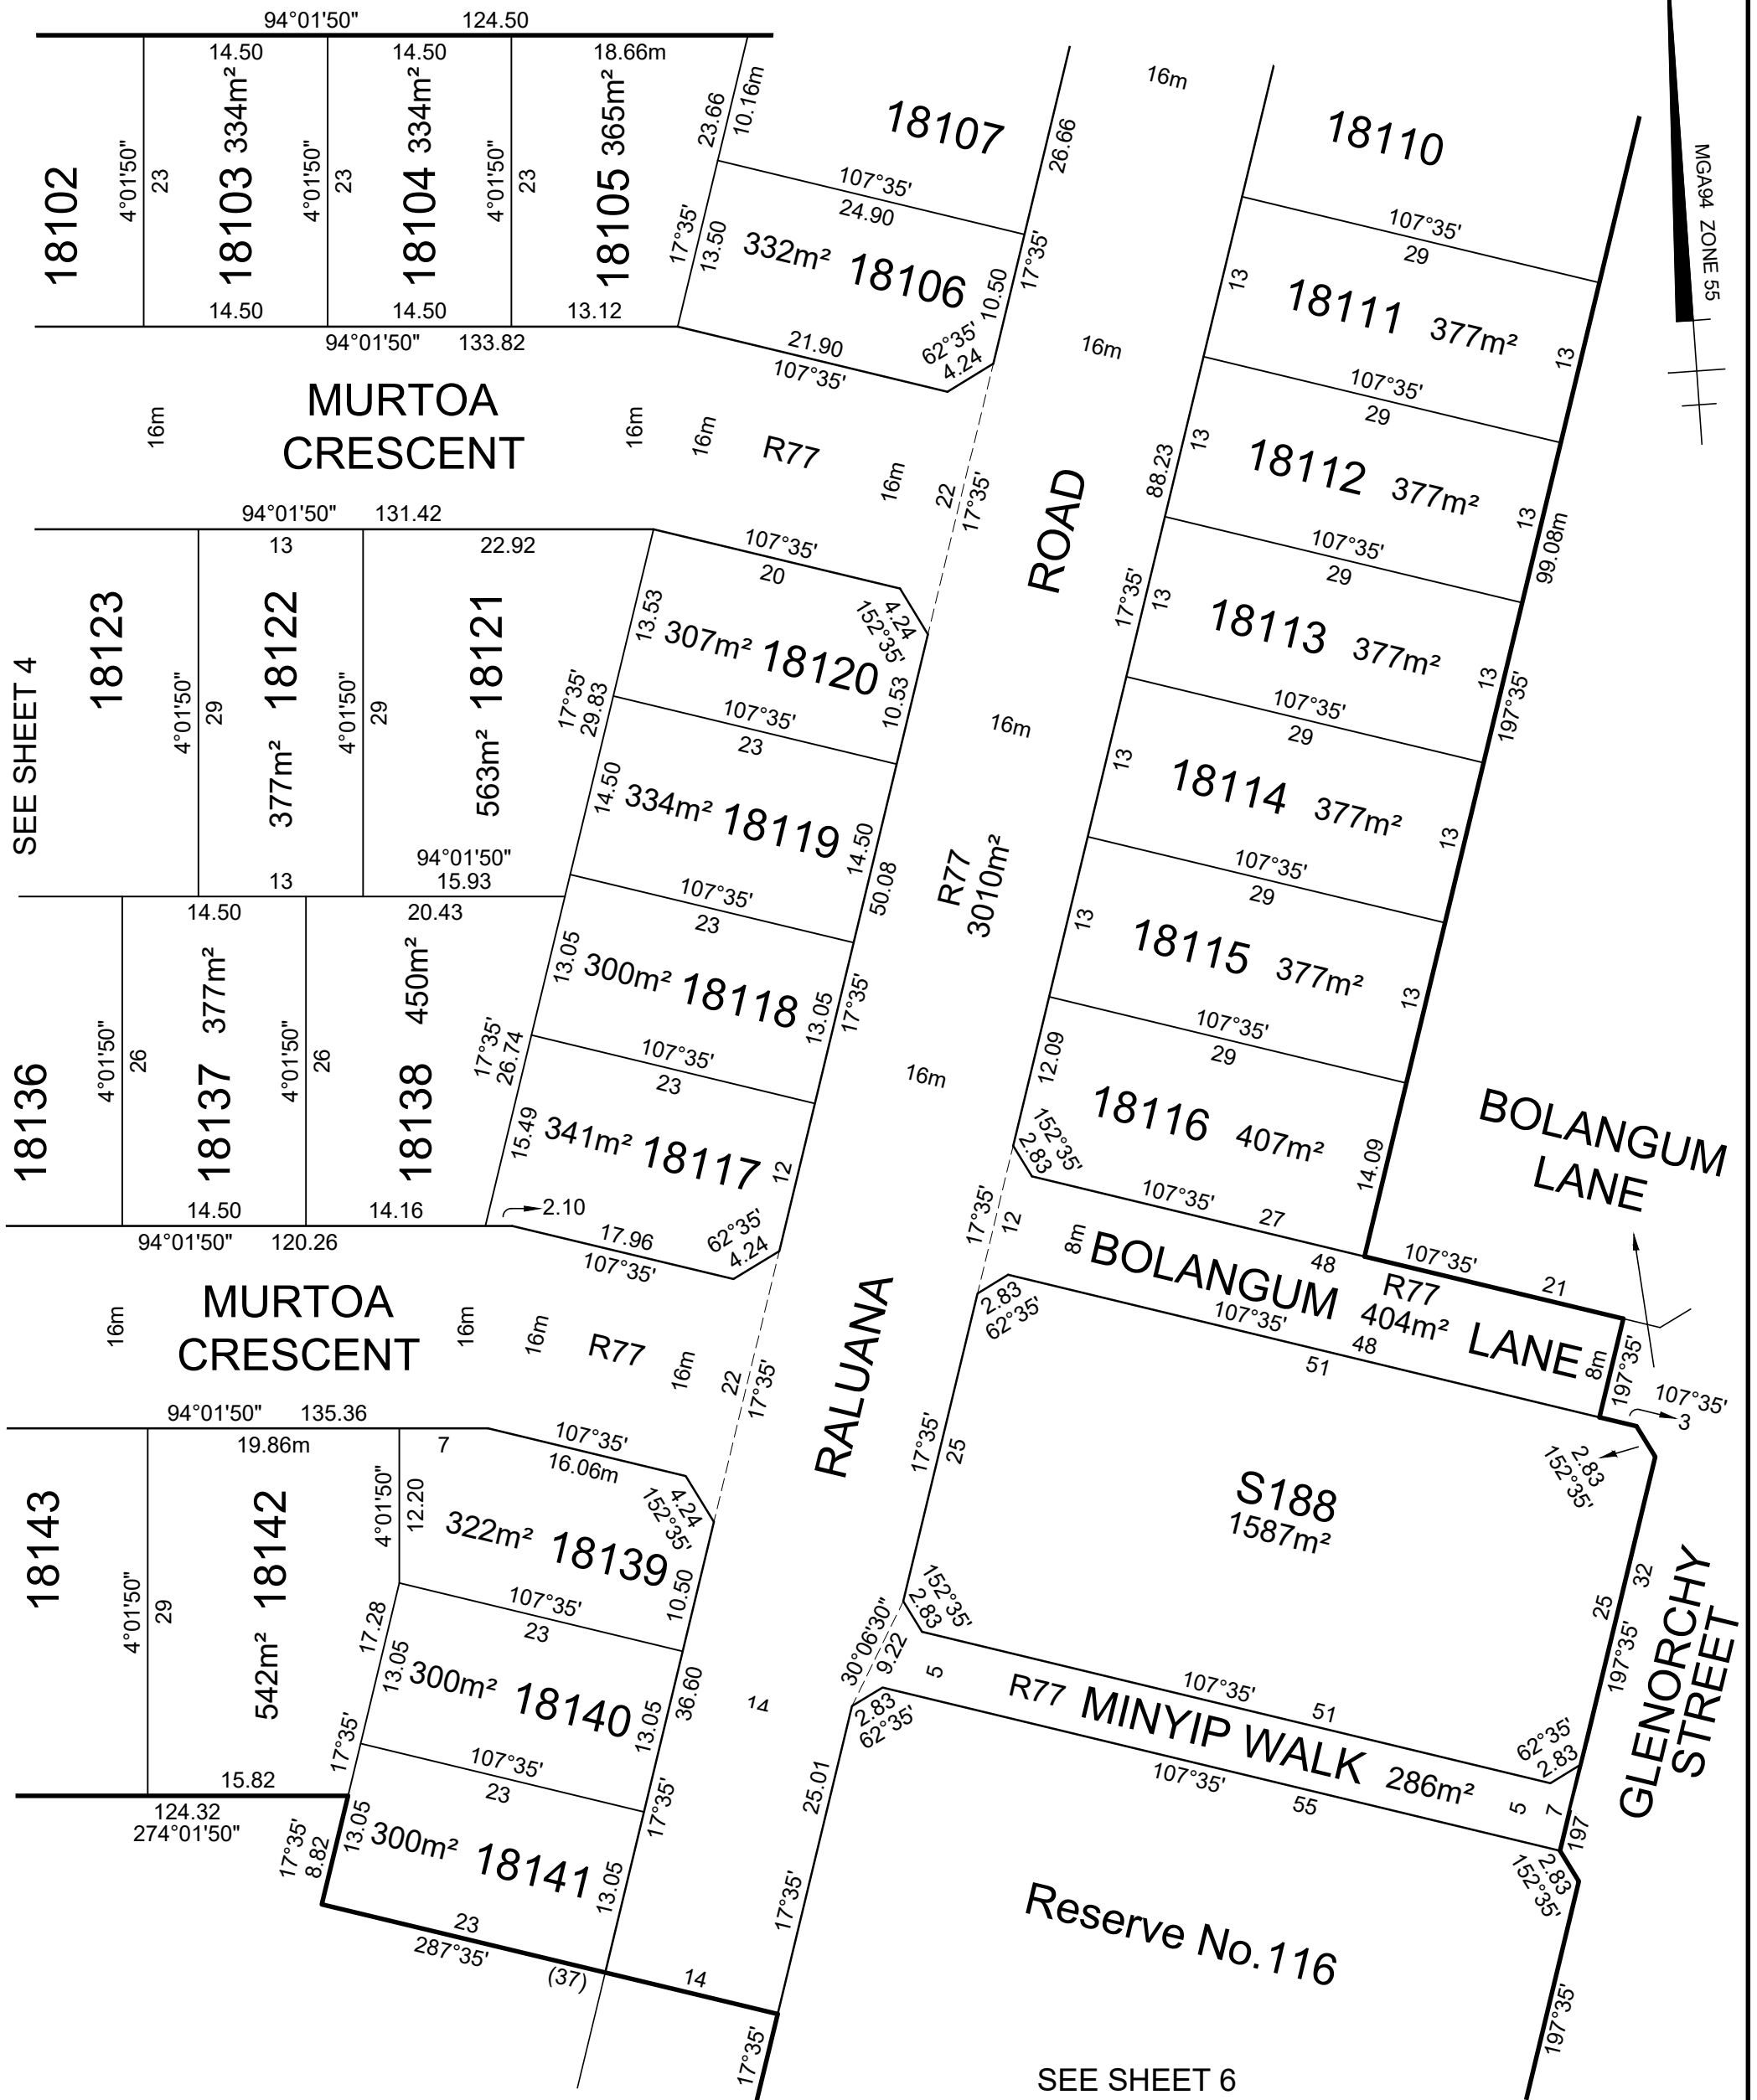 94°01'50" 124.50
14.50 14.50 18.66m
18102
4°01'50" 23
18103 334m²
4°01'50" 23
18104 334m²
4°01'50" 23
18105 365m²
14.50 14.50 13.12
94°01'50" 133.82
23.66
10.16m
18107
26.66
16m
107°35'
24.90
17°35'
13.50
332m² 18106
10.50
17°35'
21.90
107°35'
62°35'
4.24
18110
107°35'
29
MGA94 ZONE 55
13
18111 377m²
13
16m
107°35'
29
MURTOA
CRESCENT
16m
16m
16m
R77
16m
22
17°35'
ROAD
88.23
17°35'
13
18112 377m²
13
99.08m
107°35'
29
13
18113 377m²
13
197°35'
107°35'
29
13
18114 377m²
13
107°35'
29
13
18115 377m²
13
107°35'
29
12.09
18116 407m²
14.09
152°35'
2.83
107°35'
27
94°01'50" 131.42
13 22.92
SEE SHEET 4
18123
4°01'50" 29
377m² 18122
4°01'50" 29
563m² 18121
13
94°01'50"
15.93
107°35'
20
4.24
152°35'
13.53
307m² 18120
10.53
17°35'
29.83
107°35'
23
16m
14.50
334m² 18119
14.50
50.08
R77
3010m²
107°35'
23
13.05
300m² 18118
13.05
17°35'
107°35'
23
16m
17°35'
26.74
15.49
341m² 18117
12
2.10
17.96
107°35'
62°35'
4.24
14.50 20.43
18136
4°01'50" 26
18137 377m²
4°01'50" 26
18138 450m²
14.50 14.16
94°01'50" 120.26
BOLANGUM
LANE
17°35'
12
8m
BOLANGUM LANE
48
R77
404m²
107°35'
21
8m
197°35'
107°35'
3
2.83
62°35'
107°35'
48
51
2.83
152°35'
MURTOA
CRESCENT
16m
16m
16m
R77
16m
22
17°35'
RALUANA
17°35'
25
S188
1587m²
25
32
197°35'
GLENORCHY
STREET
94°01'50" 135.36
19.86m 7
107°35'
16.06m
4.24
152°35'
18143
4°01'50" 29
542m² 18142
4°01'50"
12.20
322m² 18139
10.50
107°35'
23
17.28
17°35'
13.05
300m² 18140
13.05
36.60
14
107°35'
23
15.82
124.32
274°01'50"
17°35'
8.82
13.05
300m² 18141
13.05
17°35'
23
287°35'
(37)
14
17°35'
152°35'
2.83
30°06'30"
9.22
5
107°35'
51
R77 MINYIP WALK 286m²
62°35'
2.83
5
7
197
2.83
62°35'
107°35'
55
25.01
17°35'
2.83
152°35'
Reserve No.116
197°35'
SEE SHEET 6